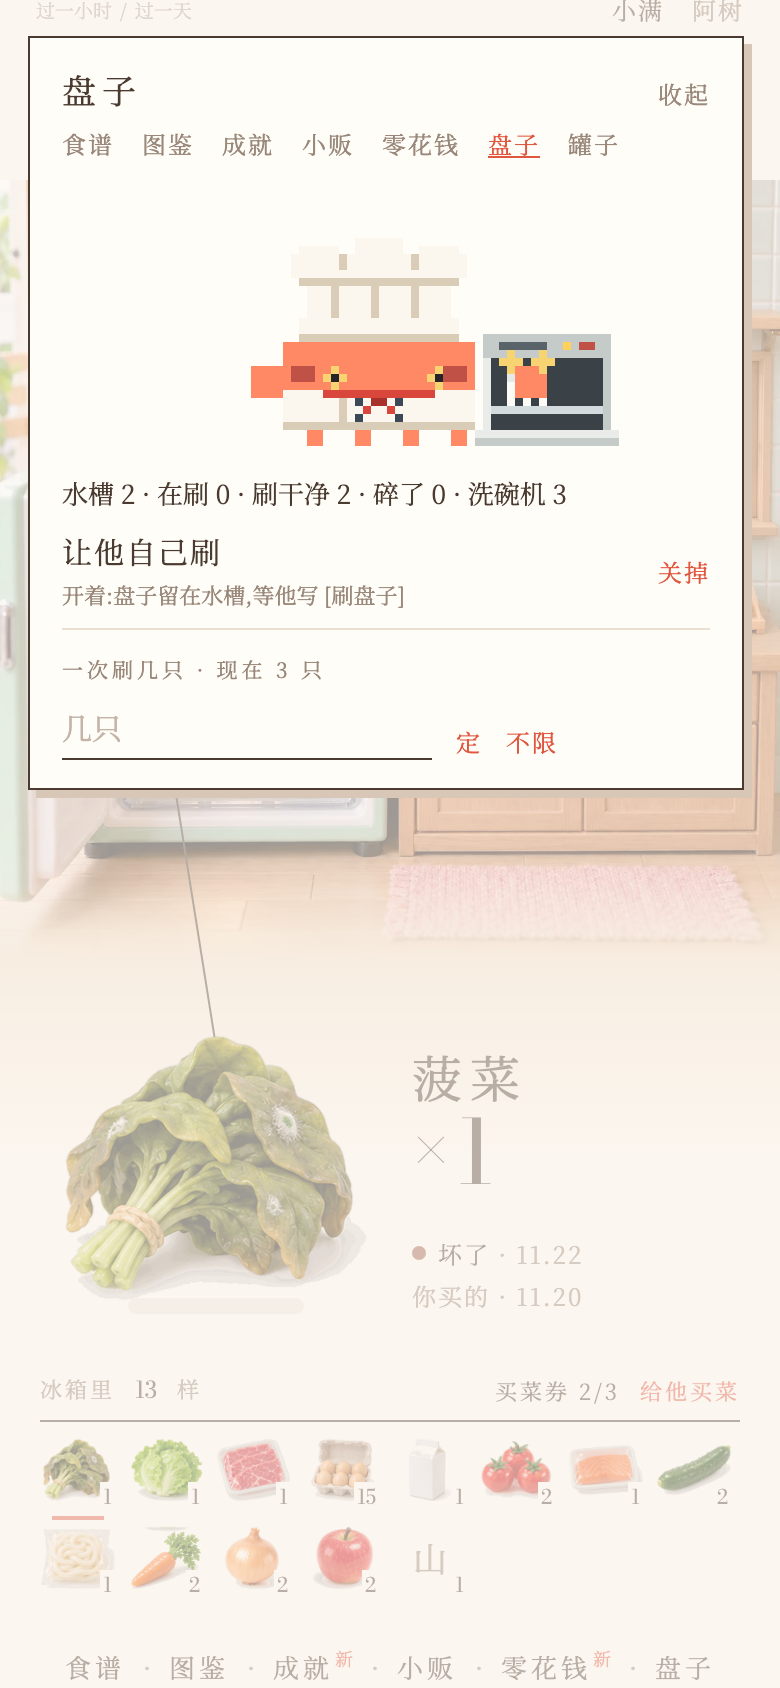 过一小时 / 过一天
小满 阿树
盘子
收起
食谱 图鉴 成就 小贩 零花钱 盘子 罐子
水槽 2 · 在刷 0 · 刷干净 2 · 碎了 0 · 洗碗机 3
让他自己刷
关掉
开着:盘子留在水槽,等他写 [刷盘子]
一次刷几只 · 现在 3 只
几只
定 不限
菠菜
×1
坏了 · 11.22
你买的 · 11.20
冰箱里 13 样
买菜券 2/3 给他买菜
1 1 1 15 1 2 1 2
1 2 2 2 山 1
食谱 · 图鉴 · 成就新 · 小贩 · 零花钱新 · 盘子